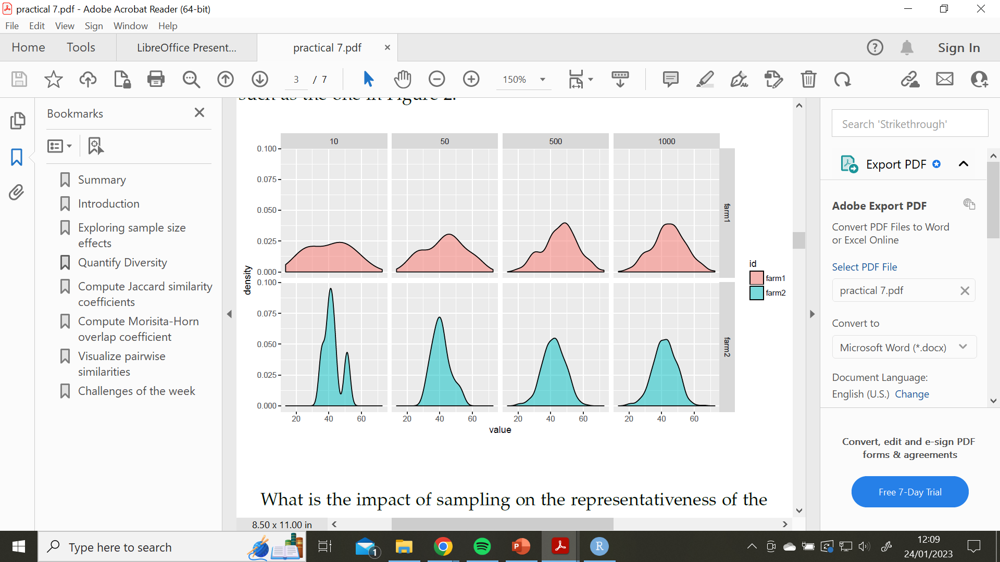 practical 7.pdf - Adobe Acrobat Reader (64-bit)
File Edit View Sign Window Help
Home Tools LibreOffice Present... practical 7.pdf Sign In
3 / 7 150%
Bookmarks
Summary
Introduction
Exploring sample size
effects
Quantify Diversity
Compute Jaccard similarity
coefficients
Compute Morisita-Horn
overlap coefficient
Visualize pairwise
similarities
Challenges of the week
such as the one in Figure 2.
10 50 500 1000
0.100
0.075
0.050
0.025
0.000
farm1
0.100
0.075
0.050
0.025
0.000
farm2
density
20 40 60 20 40 60 20 40 60 20 40 60
value
id
farm1
farm2
What is the impact of sampling on the representativeness of the
8.50 x 11.00 in
Search 'Strikethrough'
Export PDF
Adobe Export PDF
Convert PDF Files to Word
or Excel Online
Select PDF File
practical 7.pdf
Convert to
Microsoft Word (*.docx)
Document Language:
English (U.S.) Change
Convert, edit and e-sign PDF
forms & agreements
Free 7-Day Trial
Type here to search
1
P
R
12:09
24/01/2023